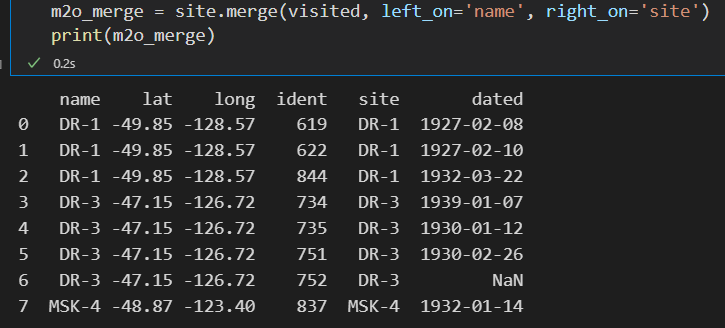 m2o_merge = site.merge(visited, left_on='name', right_on='site')
print(m2o_merge)
✓ 0.2s
name lat long ident site dated
0 DR-1 -49.85 -128.57 619 DR-1 1927-02-08
1 DR-1 -49.85 -128.57 622 DR-1 1927-02-10
2 DR-1 -49.85 -128.57 844 DR-1 1932-03-22
3 DR-3 -47.15 -126.72 734 DR-3 1939-01-07
4 DR-3 -47.15 -126.72 735 DR-3 1930-01-12
5 DR-3 -47.15 -126.72 751 DR-3 1930-02-26
6 DR-3 -47.15 -126.72 752 DR-3 NaN
7 MSK-4 -48.87 -123.40 837 MSK-4 1932-01-14